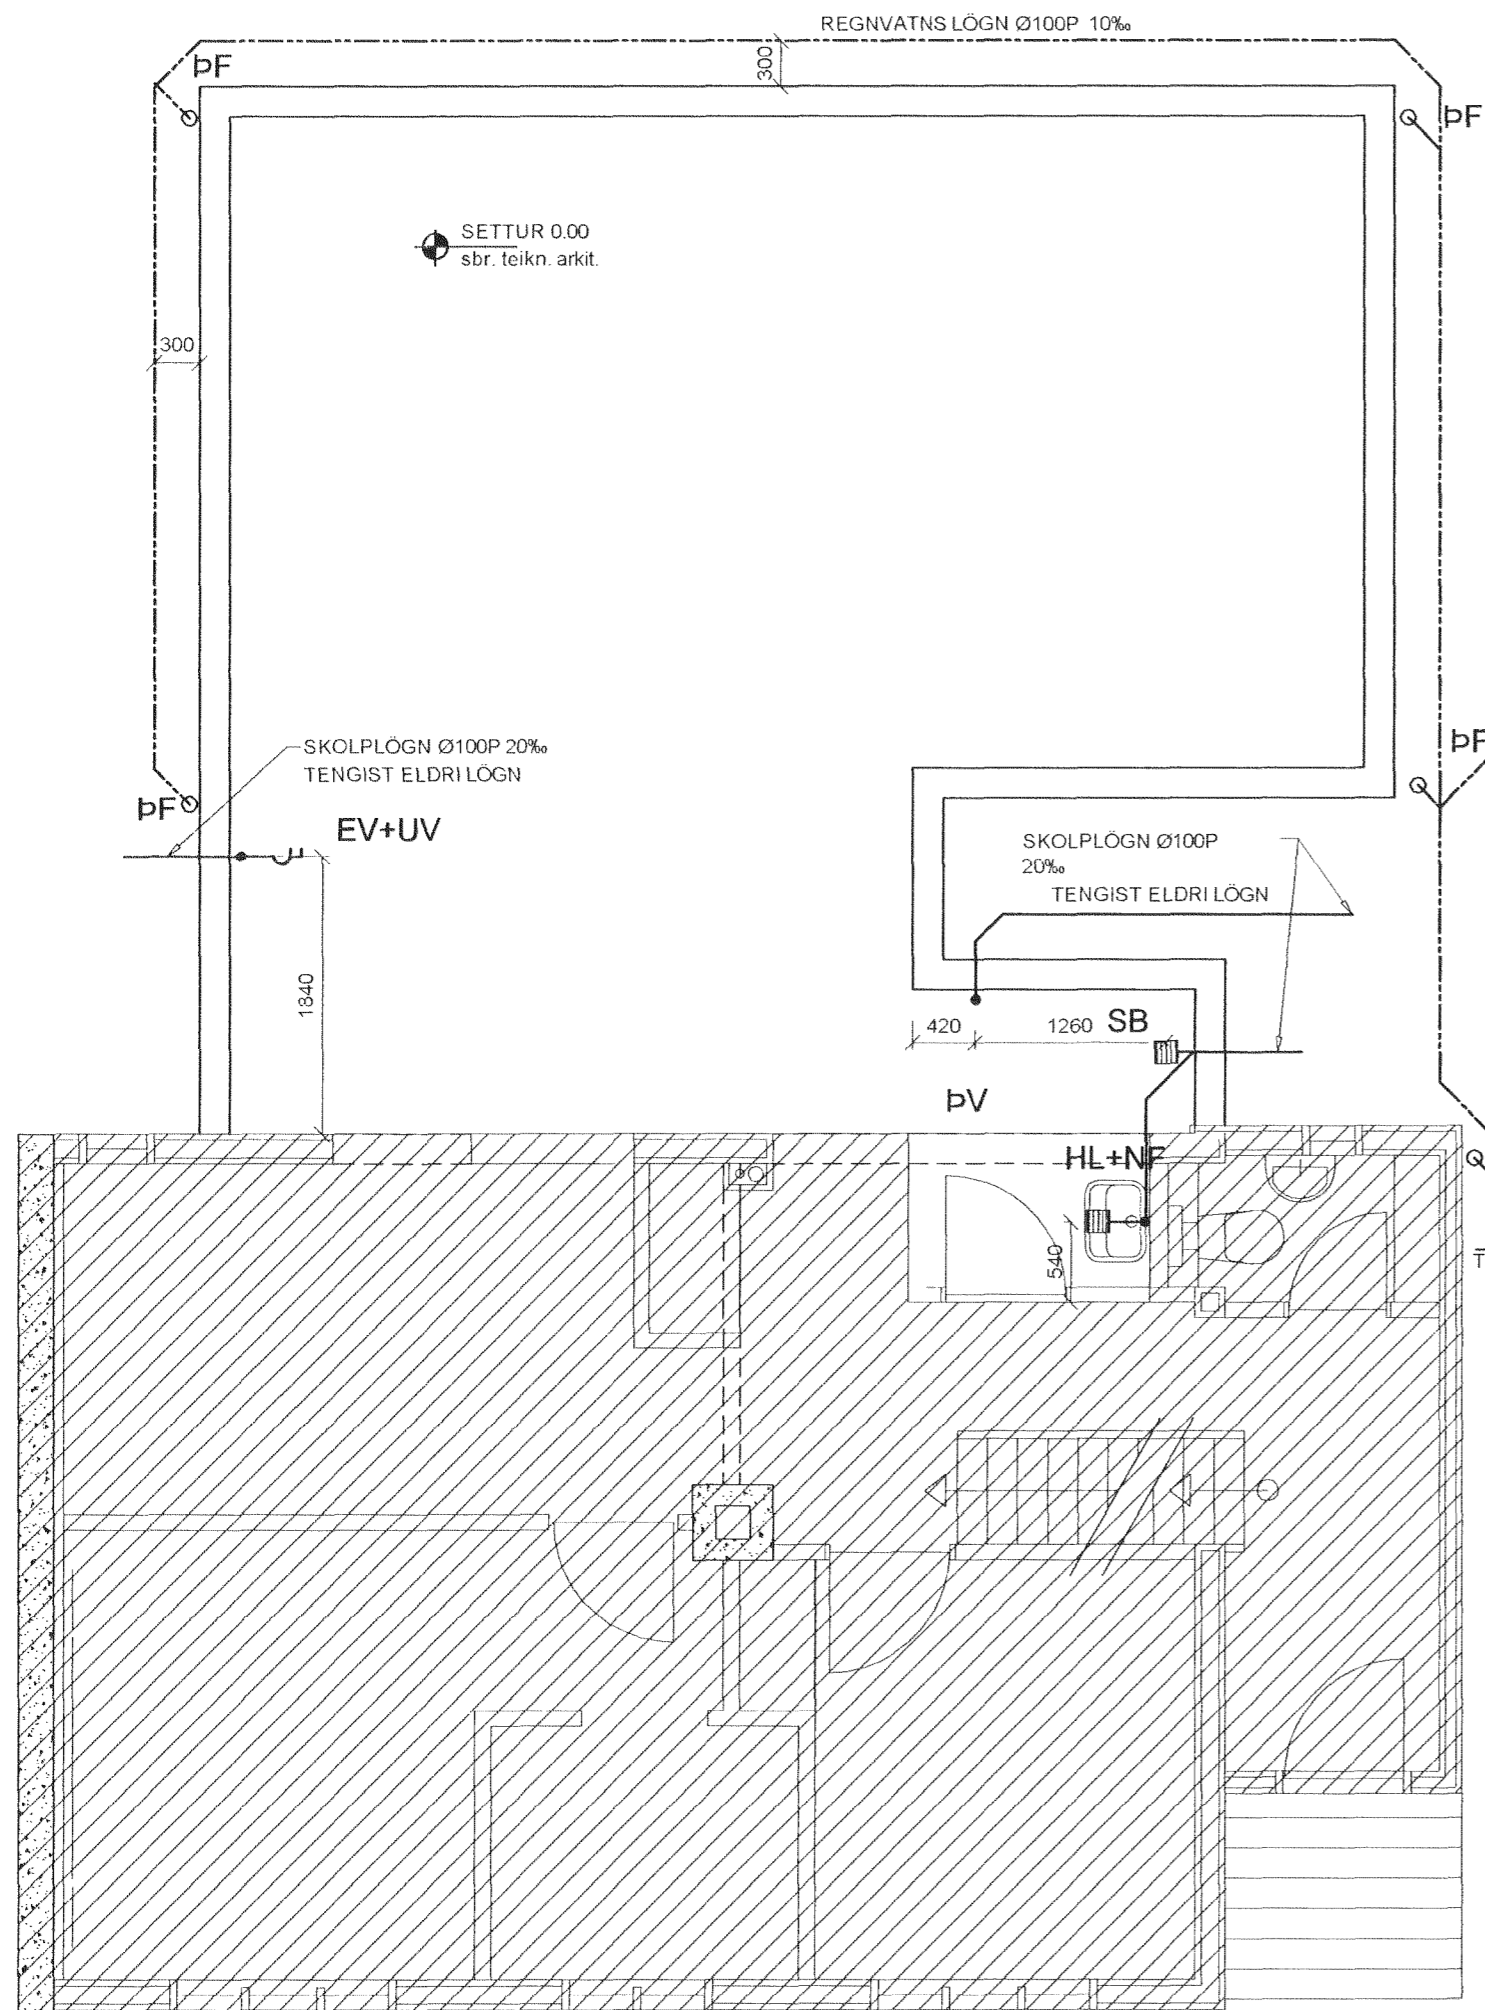 REGNVATNS LÖGN Ø100P 10‰
ÞF
300
ÞF
SETTUR 0.00
sbr. teikn. arkit.
300
SKOLPLÖGN Ø100P 20‰
TENGIST ELDRI LÖGN
ÞF
ÞF
EV+UV
SKOLPLÖGN Ø100P
20‰
TENGIST ELDRI LÖGN
1840
420
1260
SB
ÞV
HL+NF
540